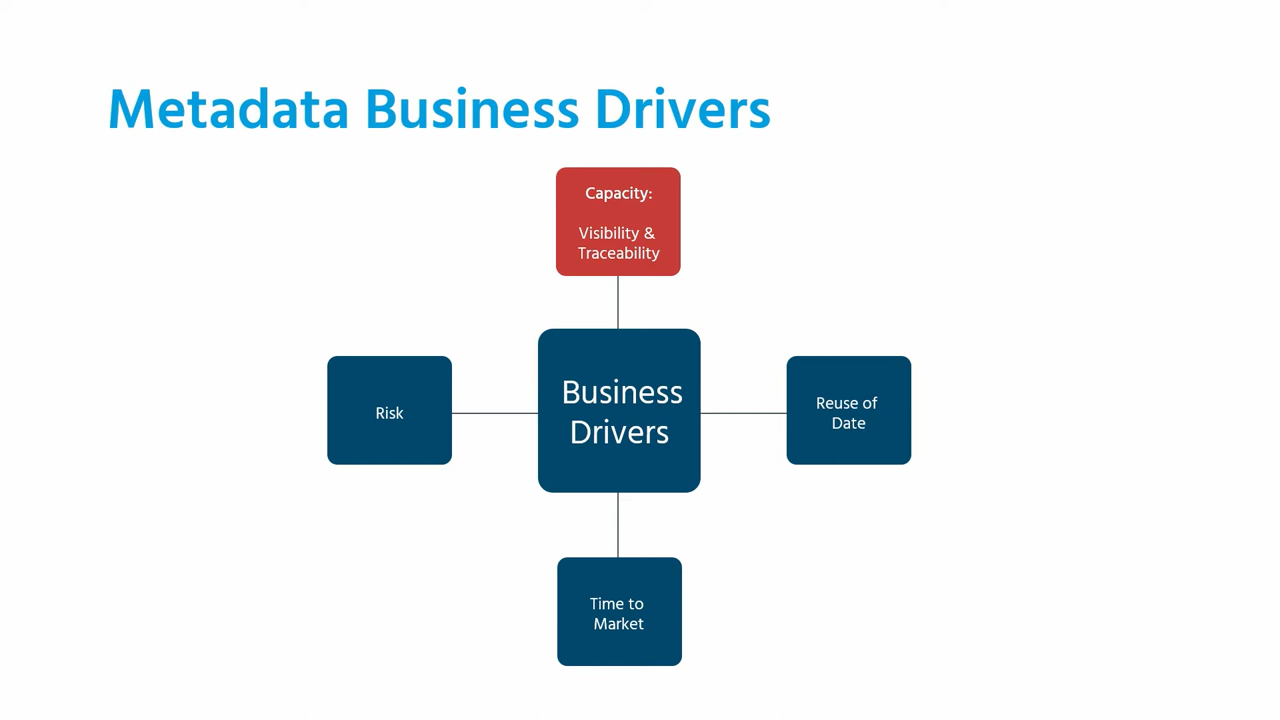 Metadata Business Drivers
Capacity:
Visibility &
Traceability
Risk
Business
Drivers
Reuse of
Date
Time to
Market